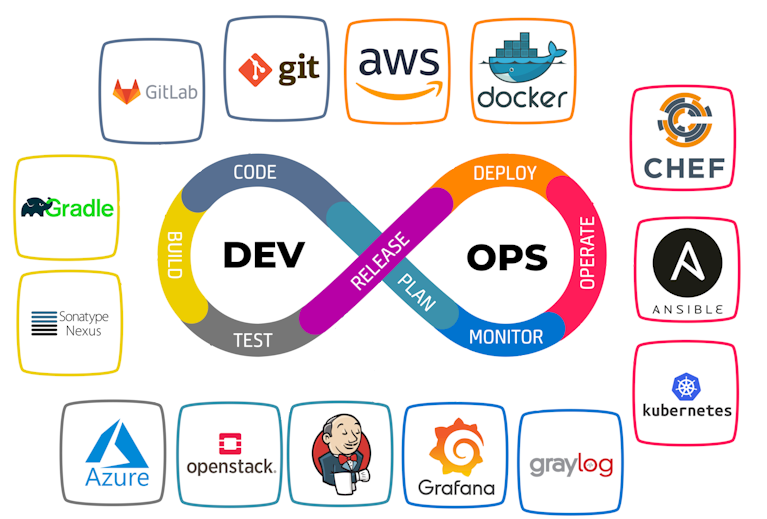 GitLab
git
aws
docker
CHEF
Gradle
CODE
DEPLOY
BUILD
DEV
RELEASE
OPS
OPERATE
PLAN
TEST
MONITOR
Sonatype
Nexus
ANSIBLE
kubernetes
Azure
openstack.
Grafana
graylog